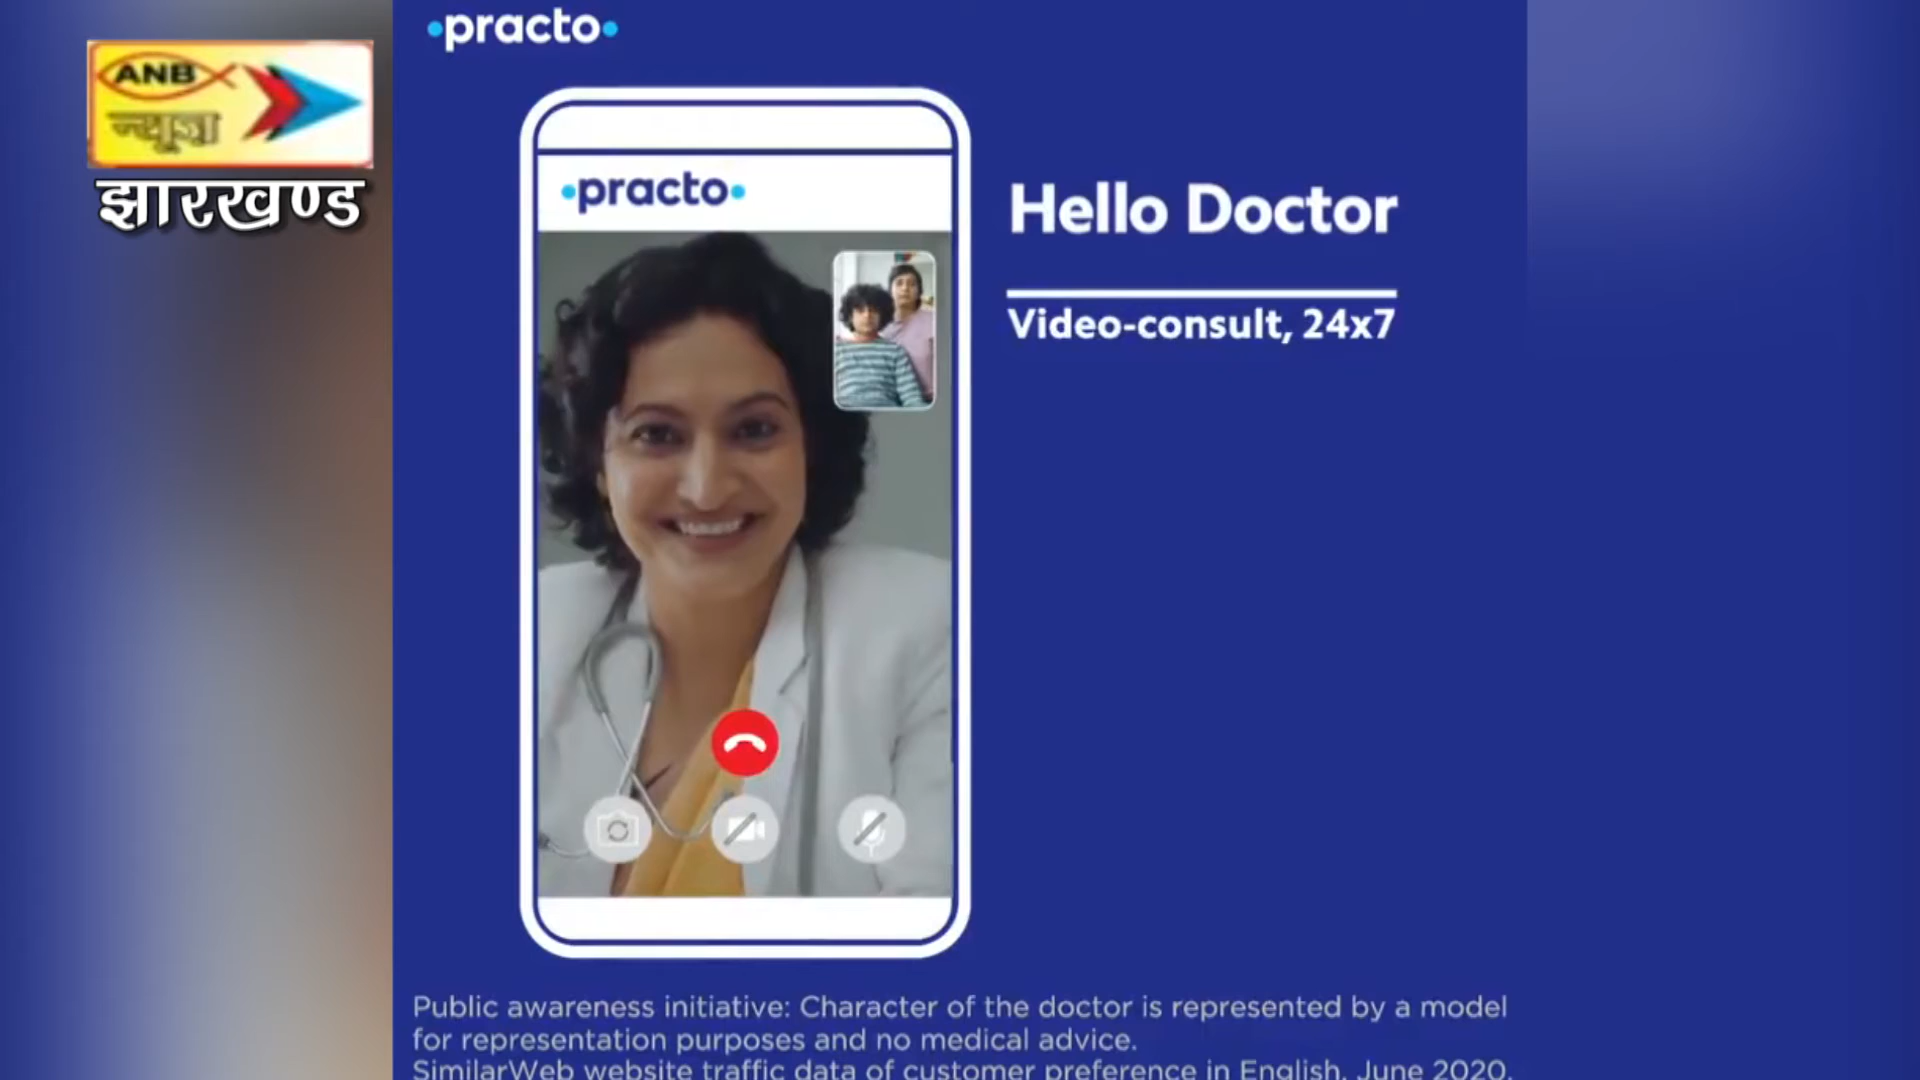 practo
ANB
न्यूज़
झारखण्ड
practo
Hello Doctor
Video-consult, 24x7
Public awareness initiative: Character of the doctor is represented by a model
for representation purposes and no medical advice.
SimilarWeb website traffic data of customer preference in English, June 2020.